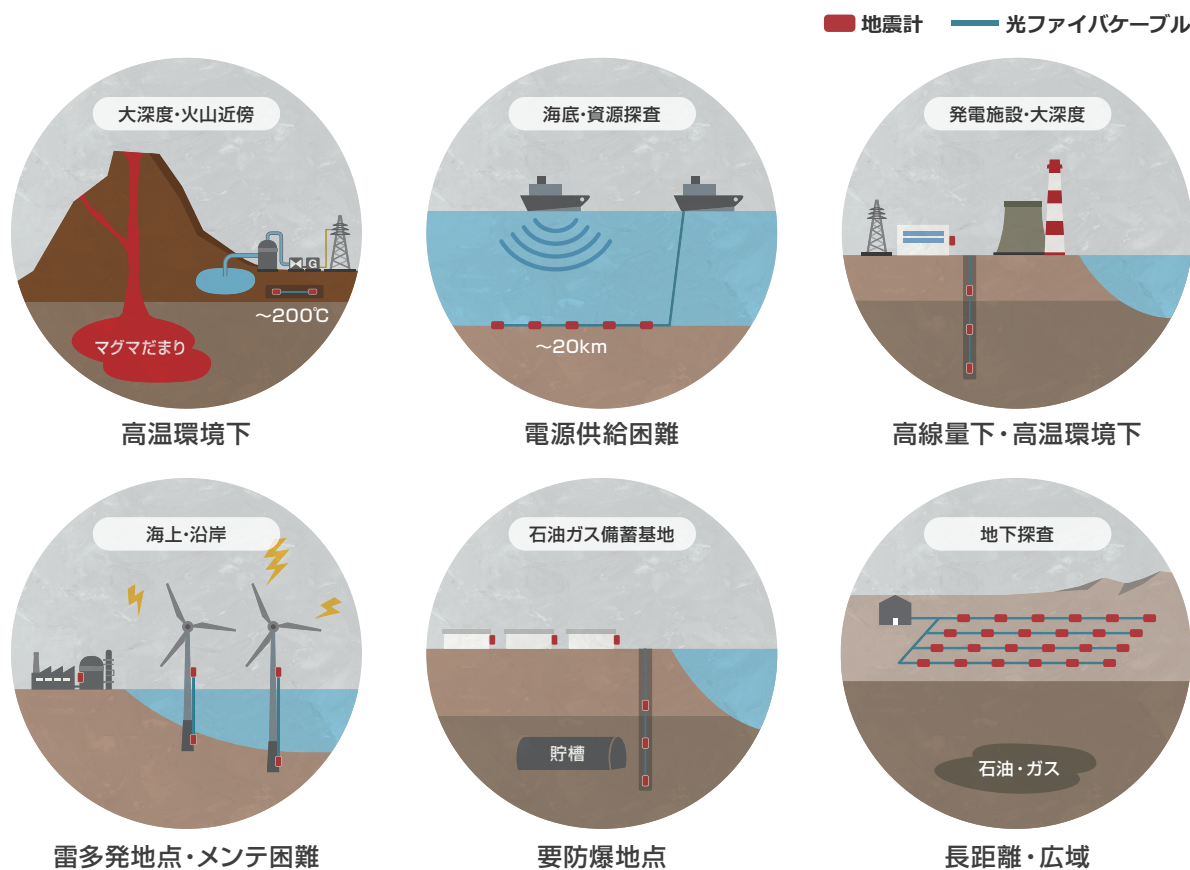 地震計
光ファイバケーブル
大深度・火山近傍
G
～200℃
マグマだまり
高温環境下
海底・資源探査
～20km
電源供給困難
発電施設・大深度
高線量下・高温環境下
海上・沿岸
雷多発地点・メンテ困難
石油ガス備蓄基地
貯槽
要防爆地点
地下探査
石油・ガス
長距離・広域